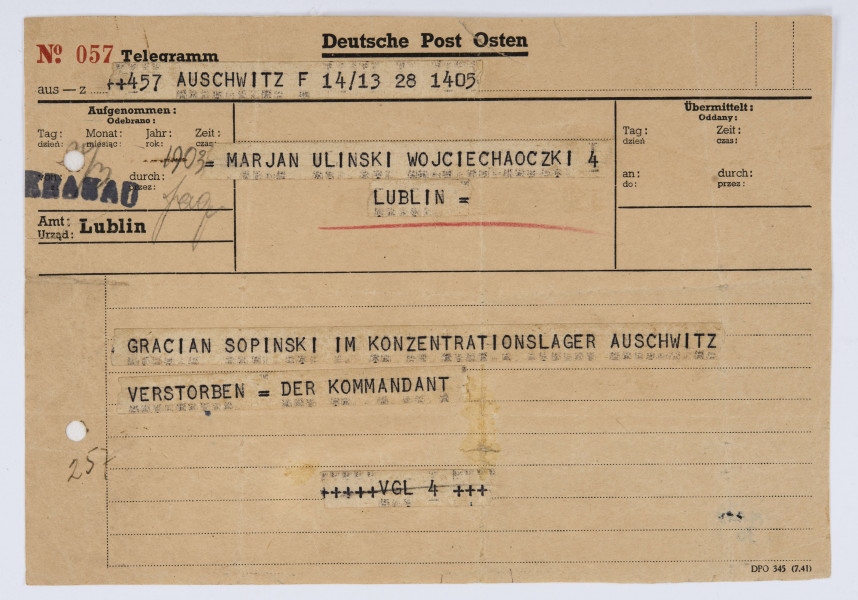 Nº 057 Telegramm
Deutsche Post Osten
aus — z ++457 AUSCHWITZ F 14/13 28 1405
Aufgenommen:
Odebrano:
Tag: Monat: Jahr: Zeit:
dzień: miesiąc: rok: czas:
1903
durch:
przez:
KRAKAU
Amt: Lublin
Urząd:
= MARJAN ULINSKI WOJCIECHAOCZKI 4
LUBLIN =
Übermittelt:
Oddany:
Tag: Zeit:
dzień czas:
an: durch:
do: przez:
GRACIAN SOPINSKI IM KONZENTRATIONSLAGER AUSCHWITZ
VERSTORBEN = DER KOMMANDANT
257
+++++VGL 4 +++
DPO 345 (7.41)